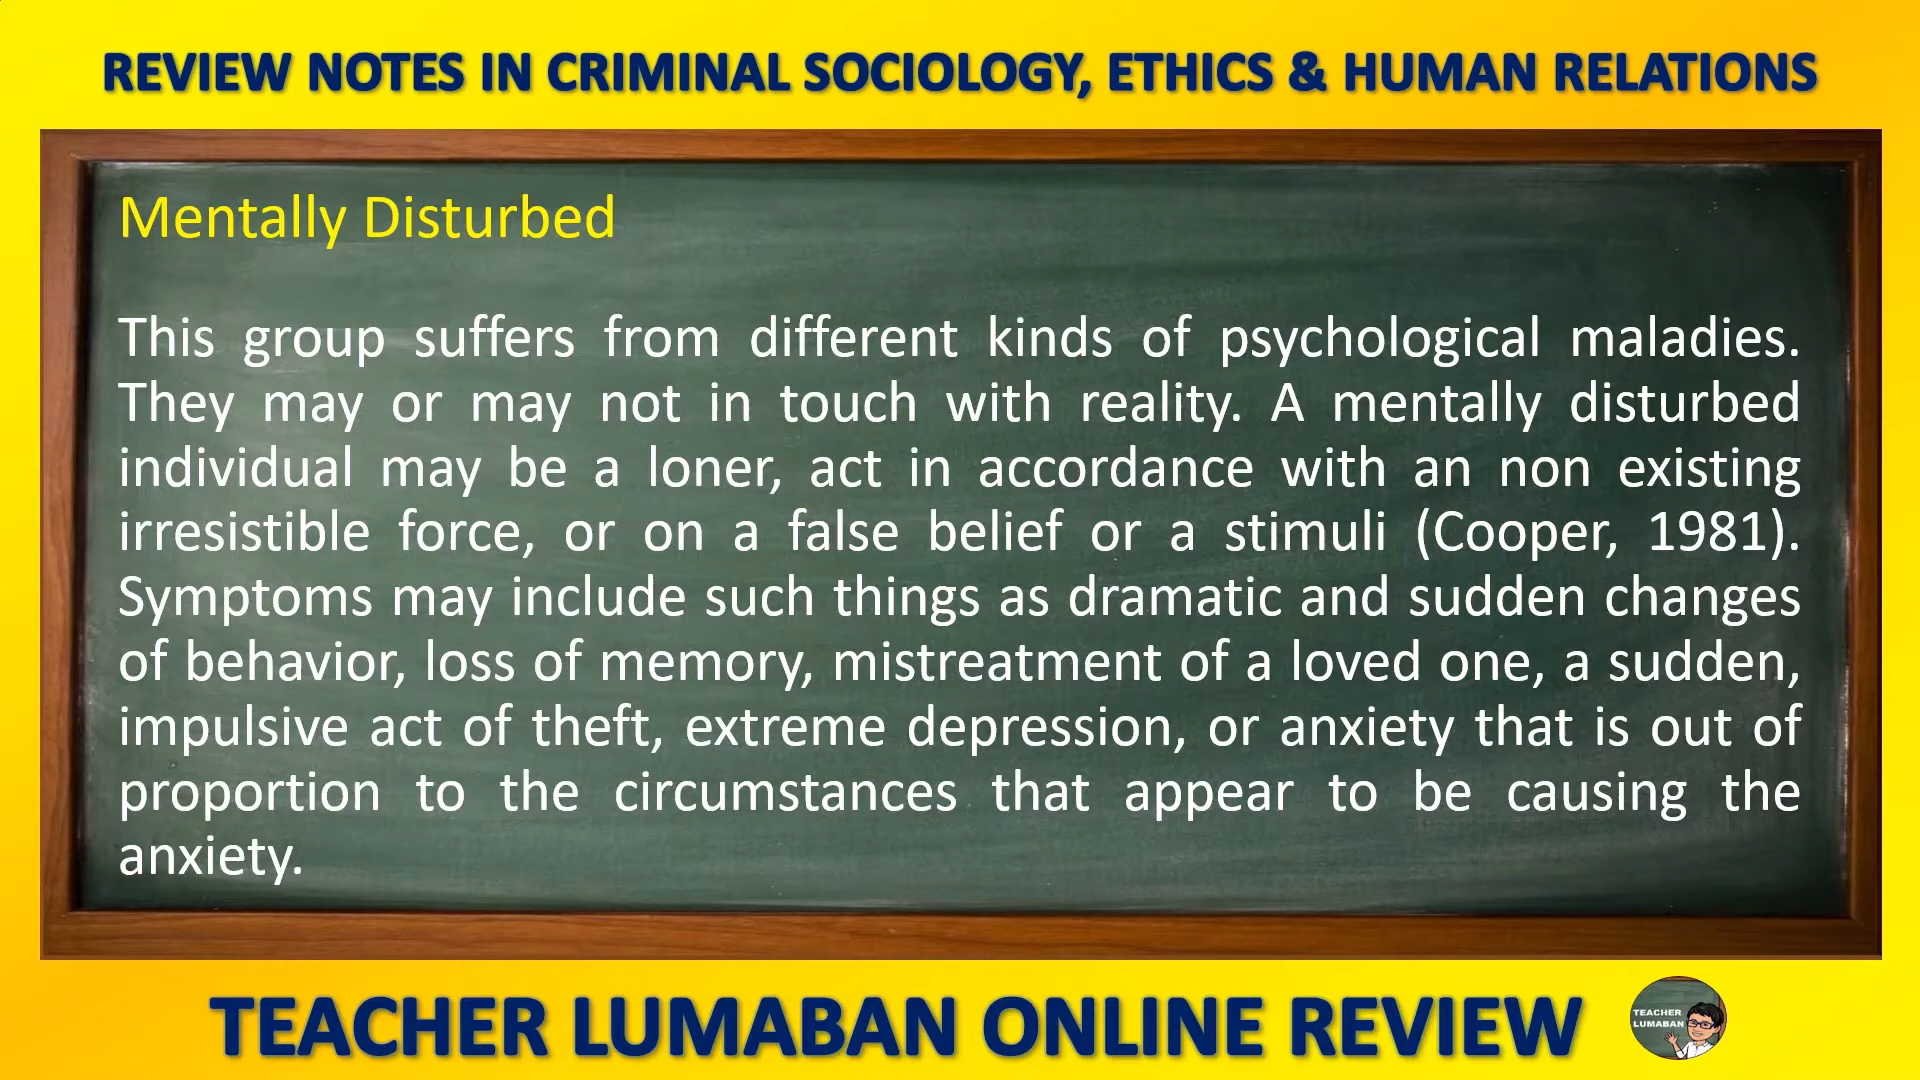 REVIEW NOTES IN CRIMINAL SOCIOLOGY, ETHICS & HUMAN RELATIONS
Mentally Disturbed
This group suffers from different kinds of psychological maladies.
They may or may not in touch with reality. A mentally disturbed
individual may be a loner, act in accordance with an non existing
irresistible force, or on a false belief or a stimuli (Cooper, 1981).
Symptoms may include such things as dramatic and sudden changes
of behavior, loss of memory, mistreatment of a loved one, a sudden,
impulsive act of theft, extreme depression, or anxiety that is out of
proportion to the circumstances that appear to be causing the
anxiety.
TEACHER LUMABAN ONLINE REVIEW
TEACHER
LUMABAN